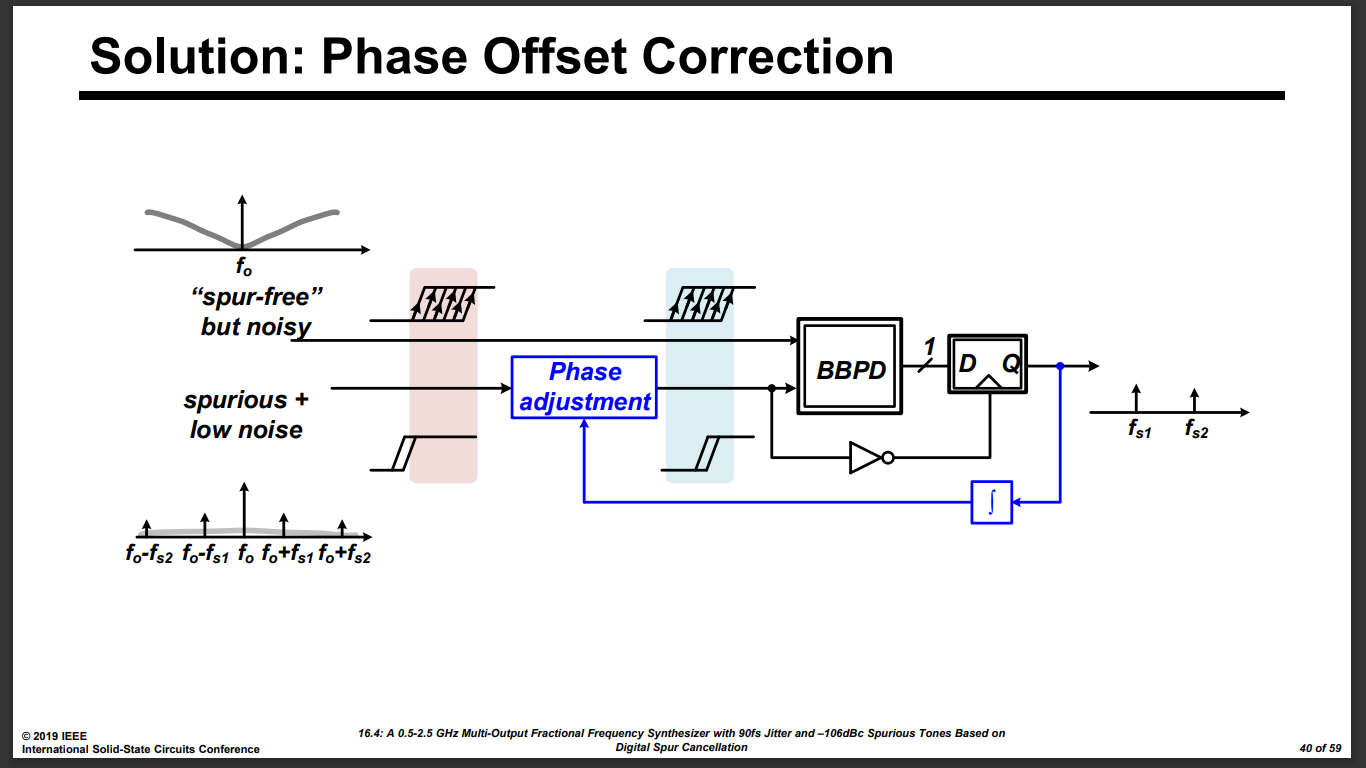 Solution: Phase Offset Correction
fo
“spur-free”
but noisy
spurious +
low noise
Phase
adjustment
BBPD
1
D Q
∫
fs1 fs2
fo-fs2 fo-fs1 fo fo+fs1 fo+fs2
© 2019 IEEE
International Solid-State Circuits Conference
16.4: A 0.5-2.5 GHz Multi-Output Fractional Frequency Synthesizer with 90fs Jitter and –106dBc Spurious Tones Based on
Digital Spur Cancellation
40 of 59